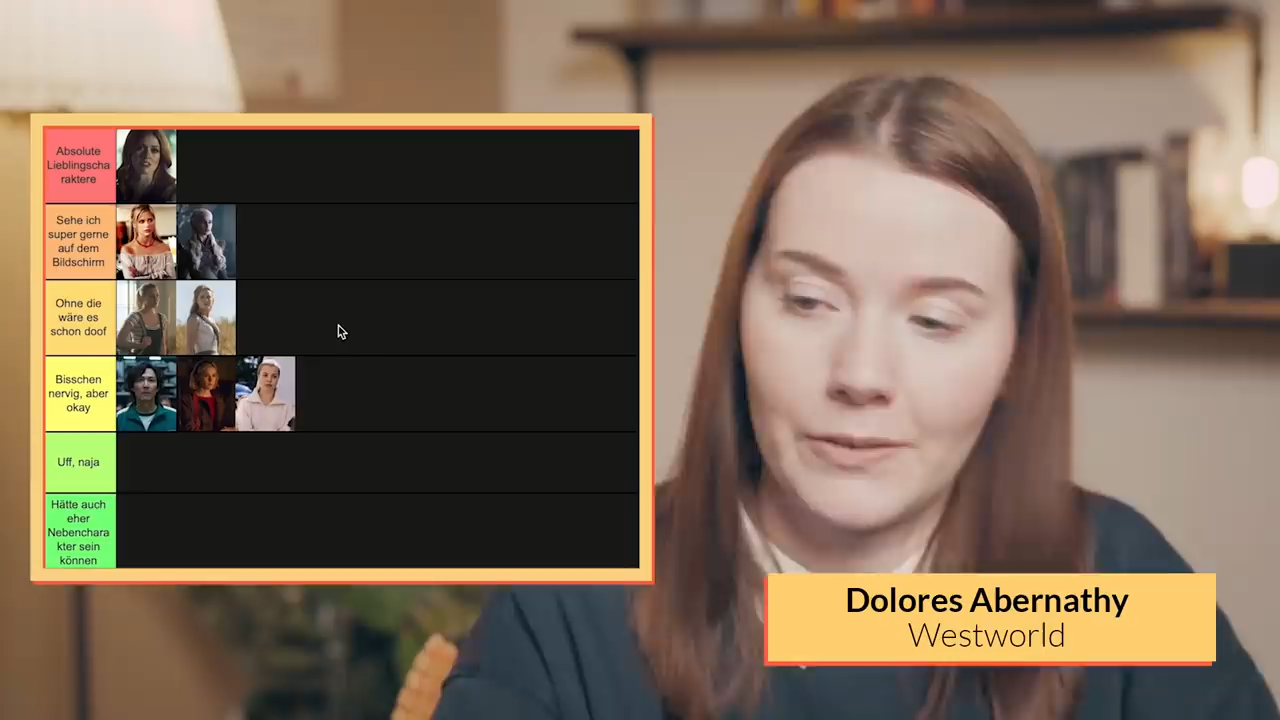 Absolute
Lieblingscha
raktere
Sehe ich
super gerne
auf dem
Bildschirm
Ohne die
wäre es
schon doof
Bisschen
nervig, aber
okay
Uff, naja
Hätte auch
eher
Nebenchara
kter sein
können
Dolores Abernathy
Westworld